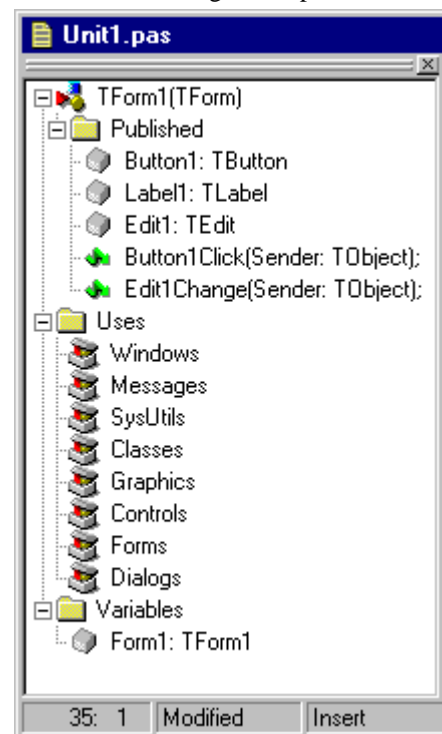 Unit1.pas
TForm1(TForm)
Published
Button1: TButton
Label1: TLabel
Edit1: TEdit
Button1Click(Sender: TObject);
Edit1Change(Sender: TObject);
Uses
Windows
Messages
SysUtils
Classes
Graphics
Controls
Forms
Dialogs
Variables
Form1: TForm1
35: 1 Modified Insert